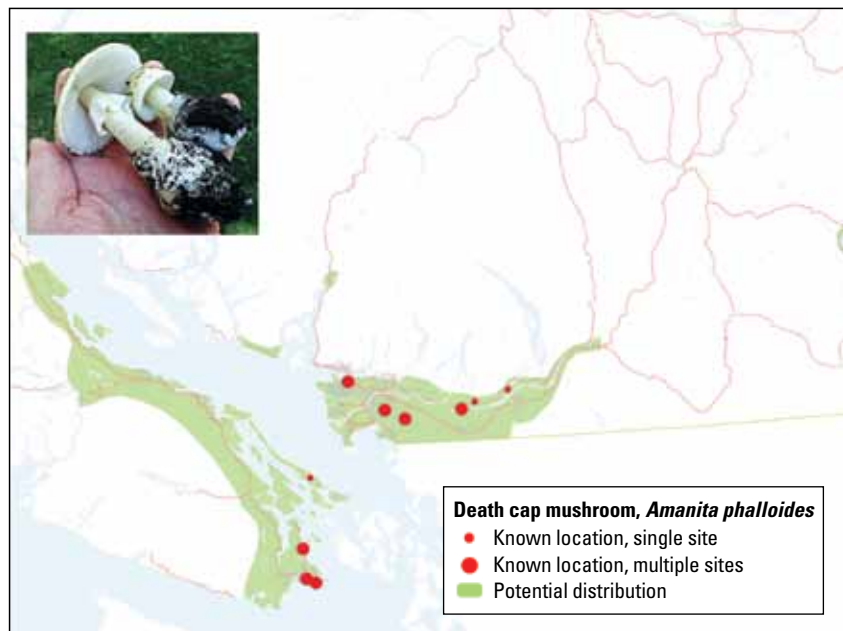 Death cap mushroom, Amanita phalloides
Known location, single site
Known location, multiple sites
Potential distribution